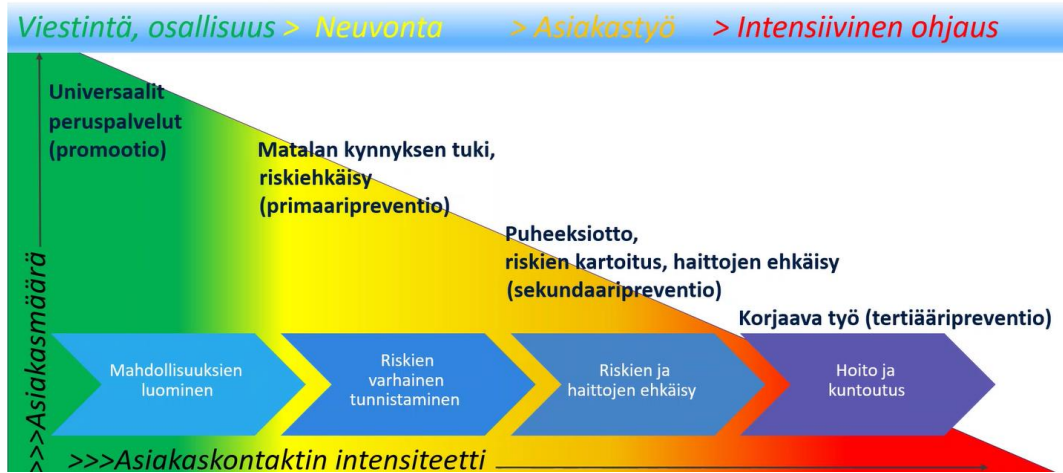 Viestintä, osallisuus > Neuvonta > Asiakastyö > Intensiivinen ohjaus
Universaalit
peruspalvelut
(promootio)
Matalan kynnyksen tuki,
riskiehkäisy
(primaaripreventio)
Puheeksiotto,
riskien kartoitus, haittojen ehkäisy
(sekundaaripreventio)
Korjaava työ (tertiääripreventio)
>>>Asiakasmäärä
Mahdollisuuksien
luominen
Riskien
varhainen
tunnistaminen
Riskien ja
haittojen ehkäisy
Hoito ja
kuntoutus
>>>Asiakaskontaktin intensiteetti